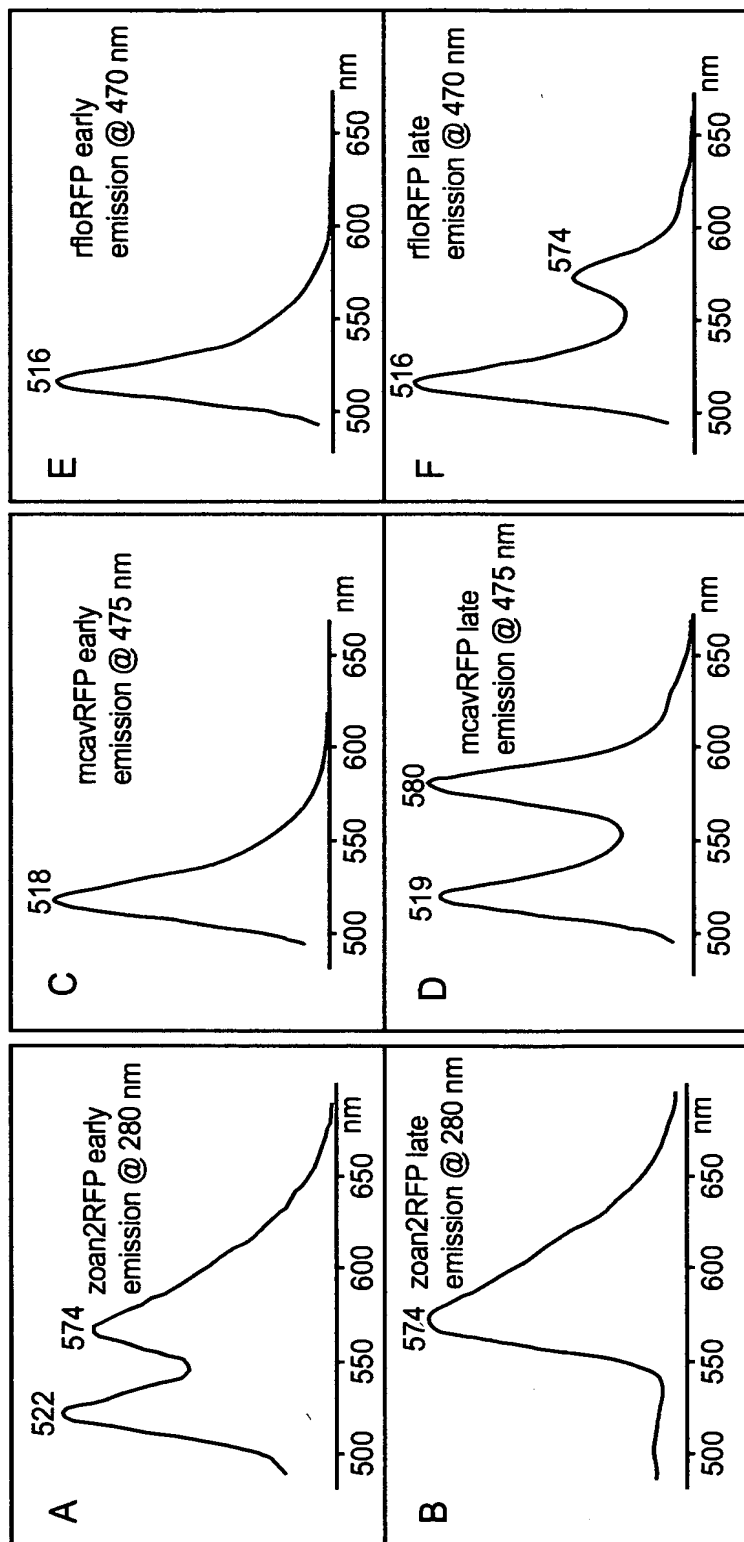 A
522
574
zoan2RFP early
emission @ 280 nm
500
550
600
650
nm
B
574
zoan2RFP late
emission @ 280 nm
500
550
600
650
nm
C
518
mcavRFP early
emission @ 475 nm
500
550
600
650
nm
D
519
580
mcavRFP late
emission @ 475 nm
500
550
600
650
nm
E
516
rfloRFP early
emission @ 470 nm
500
550
600
650
nm
F
516
574
rfloRFP late
emission @ 470 nm
500
550
600
650
nm